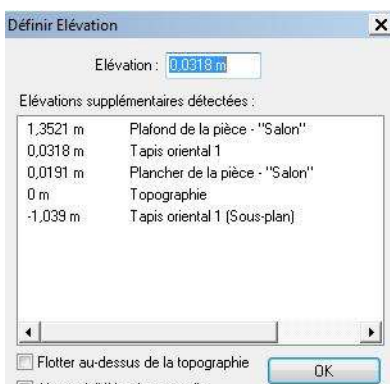 Définir Elévation
Elévation : 0,0318 m
Elévations supplémentaires détectées :
1,3521 m Plafond de la pièce - "Salon"
0,0318 m Tapis oriental 1
0,0191 m Plancher de la pièce - "Salon"
0 m Topographie
-1,039 m Tapis oriental 1 (Sous-plan)
Flotter au-dessus de la topographie
OK